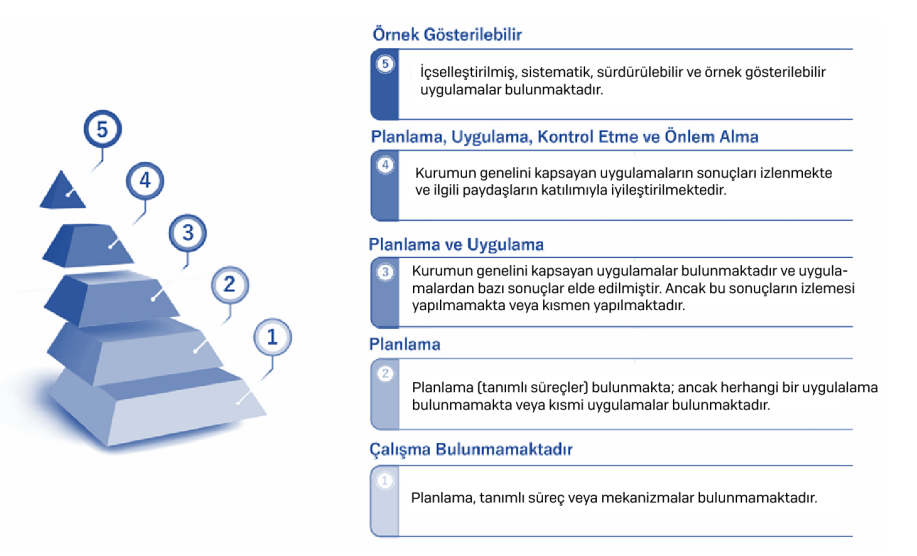 Örnek Gösterilebilir
5
İçselleştirilmiş, sistematik, sürdürülebilir ve örnek gösterilebilir
uygulamalar bulunmaktadır.
5
Planlama, Uygulama, Kontrol Etme ve Önlem Alma
4
Kurumun genelini kapsayan uygulamaların sonuçları izlenmekte
ve ilgili paydaşların katılımıyla iyileştirilmektedir.
4
3
Planlama ve Uygulama
3
Kurumun genelini kapsayan uygulamalar bulunmaktadır ve uygula-
malardan bazı sonuçlar elde edilmiştir. Ancak bu sonuçların izlemesi
yapılmamakta veya kısmen yapılmaktadır.
2
1
Planlama
2
Planlama (tanımlı süreçler) bulunmakta; ancak herhangi bir uygulalama
bulunmamakta veya kısmi uygulamalar bulunmaktadır.
Çalışma Bulunmamaktadır
1
Planlama, tanımlı süreç veya mekanizmalar bulunmamaktadır.